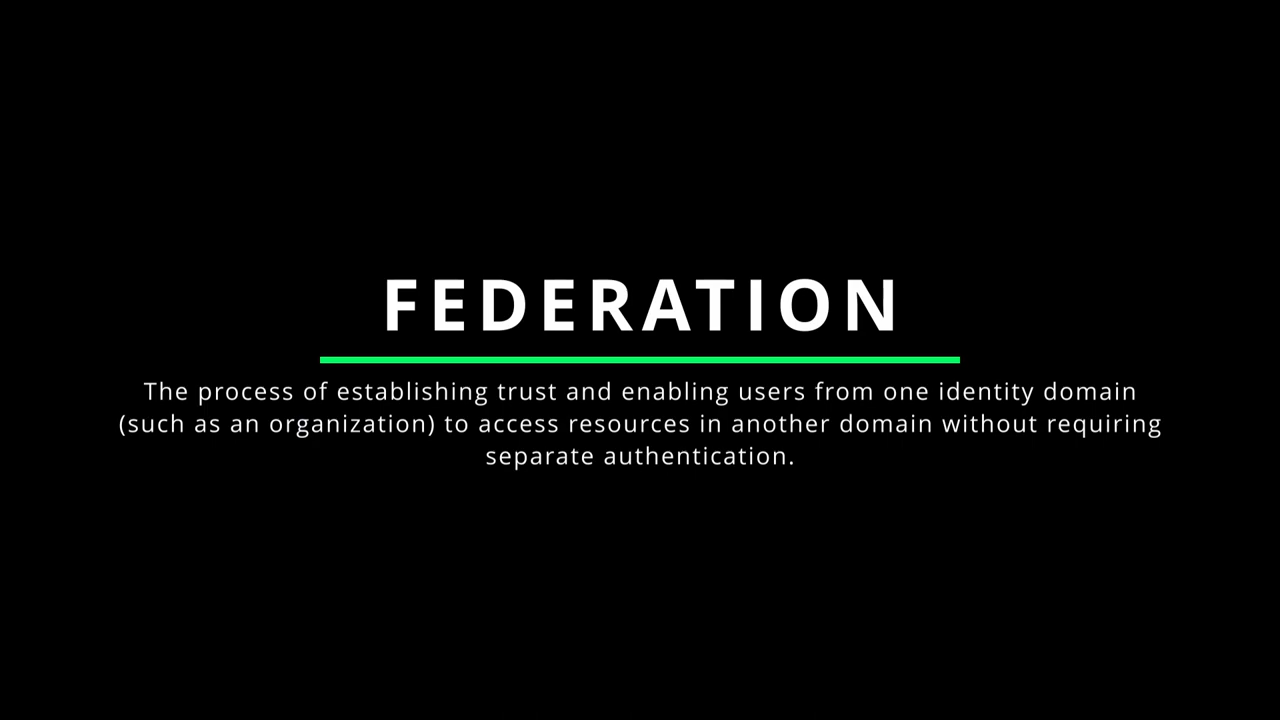 FEDERATION
The process of establishing trust and enabling users from one identity domain
(such as an organization) to access resources in another domain without requiring
separate authentication.